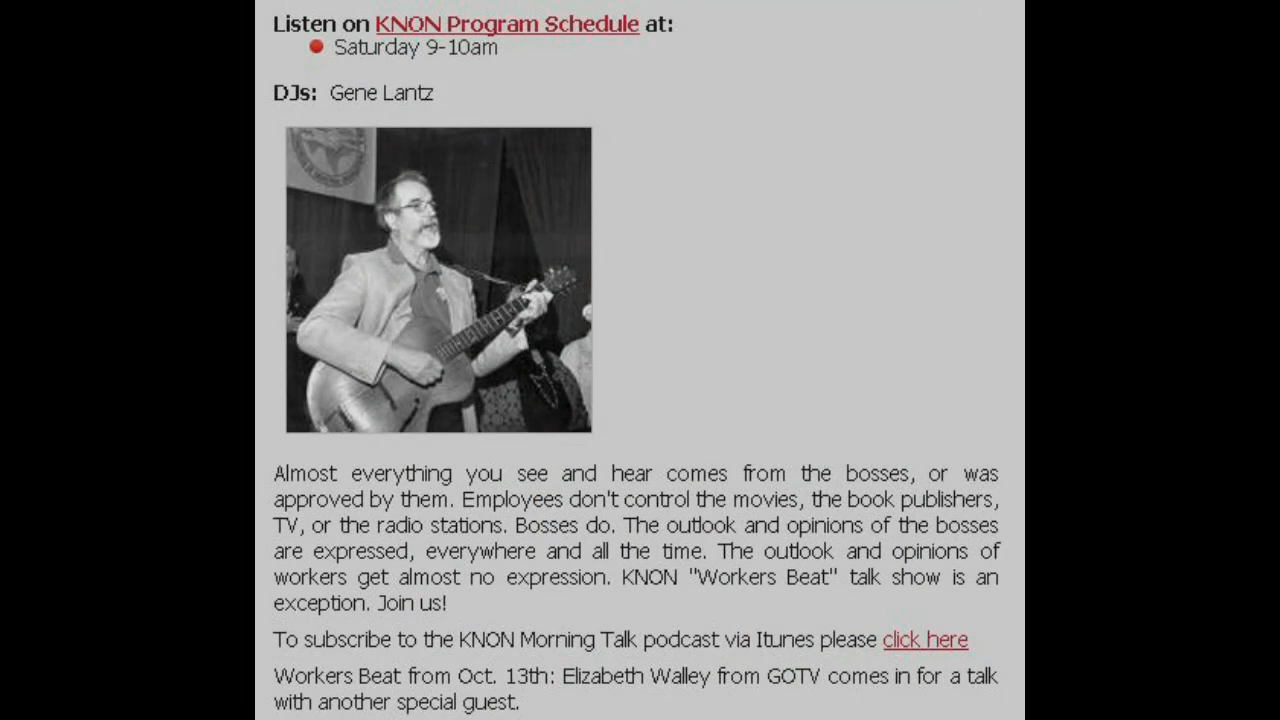 Listen on KNON Program Schedule at:
Saturday 9-10am
DJs: Gene Lantz
Almost everything you see and hear comes from the bosses, or was
approved by them. Employees don't control the movies, the book publishers,
TV, or the radio stations. Bosses do. The outlook and opinions of the bosses
are expressed, everywhere and all the time. The outlook and opinions of
workers get almost no expression. KNON "Workers Beat" talk show is an
exception. Join us!
To subscribe to the KNON Morning Talk podcast via Itunes please click here
Workers Beat from Oct. 13th: Elizabeth Walley from GOTV comes in for a talk
with another special guest.